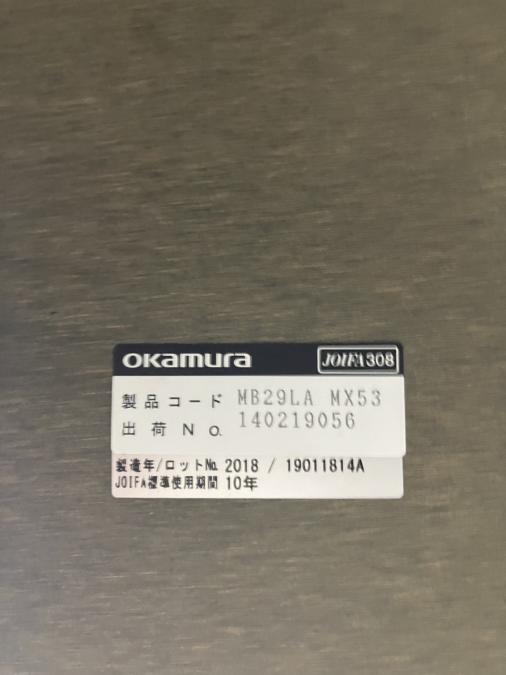 okamura JOIFA308
製品コード MB29LA MX53
出荷No. 140219056
製造年/ロットNo. 2018 / 19011814A
JOIFA標準使用期間 10年